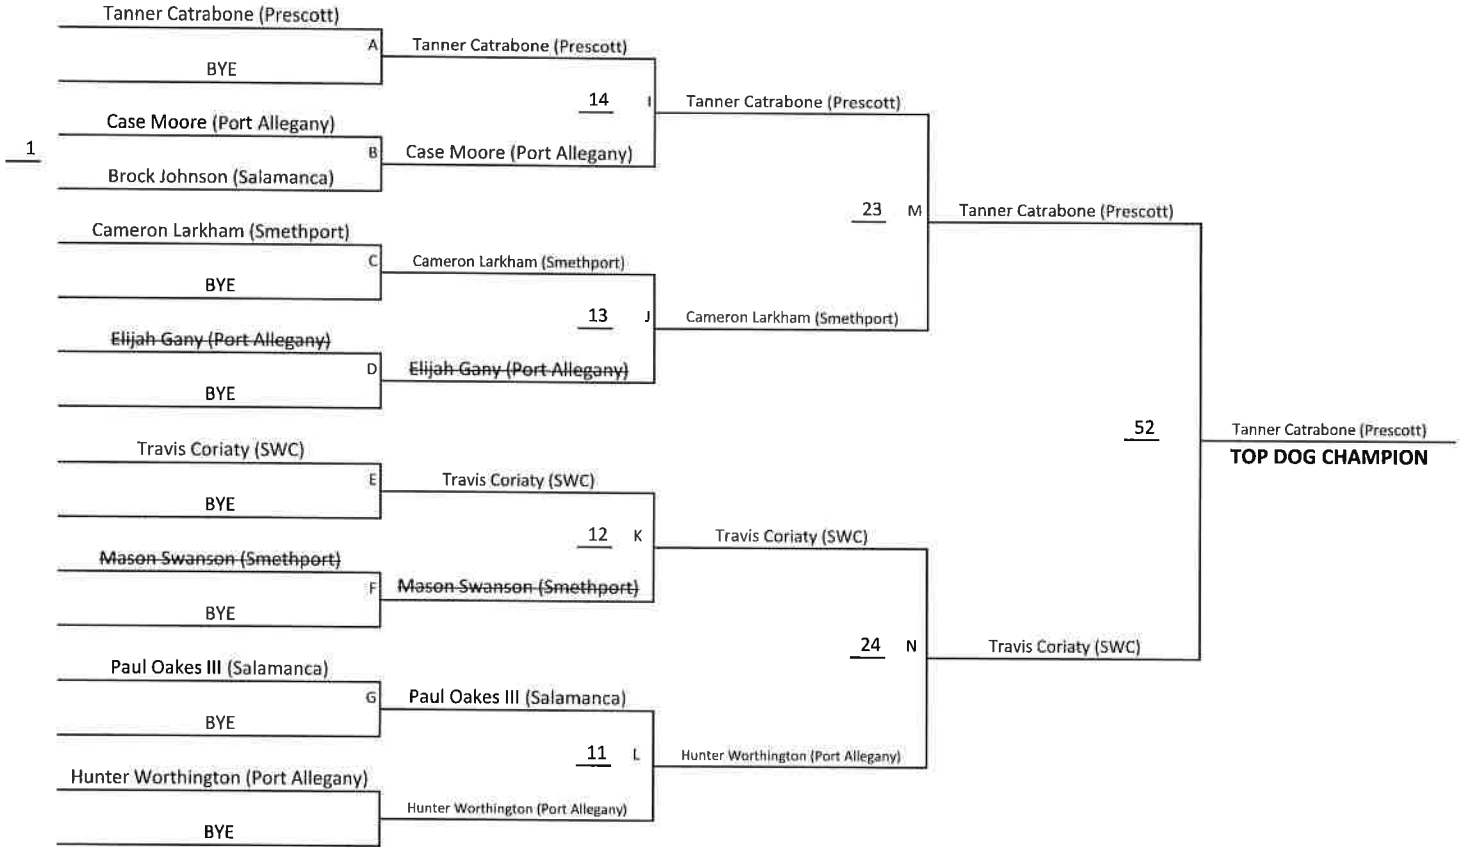 Tanner Catrabone (Prescott)
A
Tanner Catrabone (Prescott)
BYE
14
I
Tanner Catrabone (Prescott)
Case Moore (Port Allegany)
1
B
Case Moore (Port Allegany)
Brock Johnson (Salamanca)
23
M
Tanner Catrabone (Prescott)
Cameron Larkham (Smethport)
C
Cameron Larkham (Smethport)
BYE
13
J
Cameron Larkham (Smethport)
Elijah Gany (Port Allegany)
D
Elijah Gany (Port Allegany)
BYE
52
Tanner Catrabone (Prescott)
TOP DOG CHAMPION
Travis Coriaty (SWC)
E
Travis Coriaty (SWC)
BYE
12
K
Travis Coriaty (SWC)
Mason Swanson (Smethport)
F
Mason Swanson (Smethport)
BYE
24
N
Travis Coriaty (SWC)
Paul Oakes III (Salamanca)
G
Paul Oakes III (Salamanca)
BYE
11
L
Hunter Worthington (Port Allegany)
Hunter Worthington (Port Allegany)
Hunter Worthington (Port Allegany)
BYE